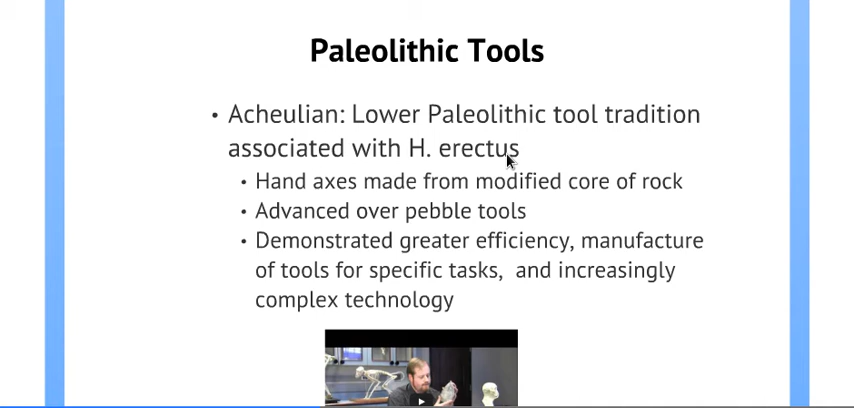 Paleolithic Tools
• Acheulian: Lower Paleolithic tool tradition
associated with H. erectus
• Hand axes made from modified core of rock
• Advanced over pebble tools
• Demonstrated greater efficiency, manufacture
of tools for specific tasks,  and increasingly
complex technology